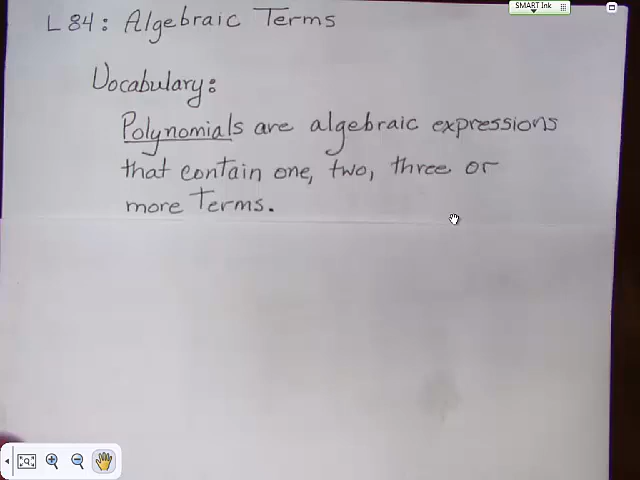 SMART Ink
L 84: Algebraic Terms
Vocabulary:
Polynomials are algebraic expressions
that contain one, two, three or
more Terms.